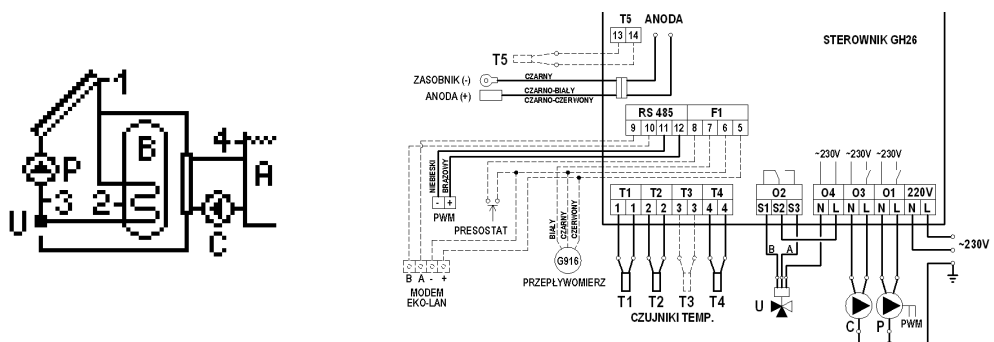 1
B
4
P
A
3
2
U
C
T5
ANODA
13 14
STEROWNIK GH26
T5
ZASOBNIK (-)
CZARNY
ANODA (+)
CZARNO-BIAŁY
CZARNO-CZERWONY
RS 485
F1
9 10 11 12 8 7 6 5
NIEBIESKI
BRĄZOWY
- +
PWM
PRESOSTAT
BIAŁY
CZARNY
CZERWONY
G916
PRZEPŁYWOMIERZ
B A - +
MODEM
EKO-LAN
T1 T2 T3 T4
1 1 2 2 3 3 4 4
T1 T2 T3 T4
CZUJNIKI TEMP.
~230V ~230V ~230V
O2 O4 O3 O1 220V
S1 S2 S3 N L N L N L N L
B A
U
C
P
PWM
~230V